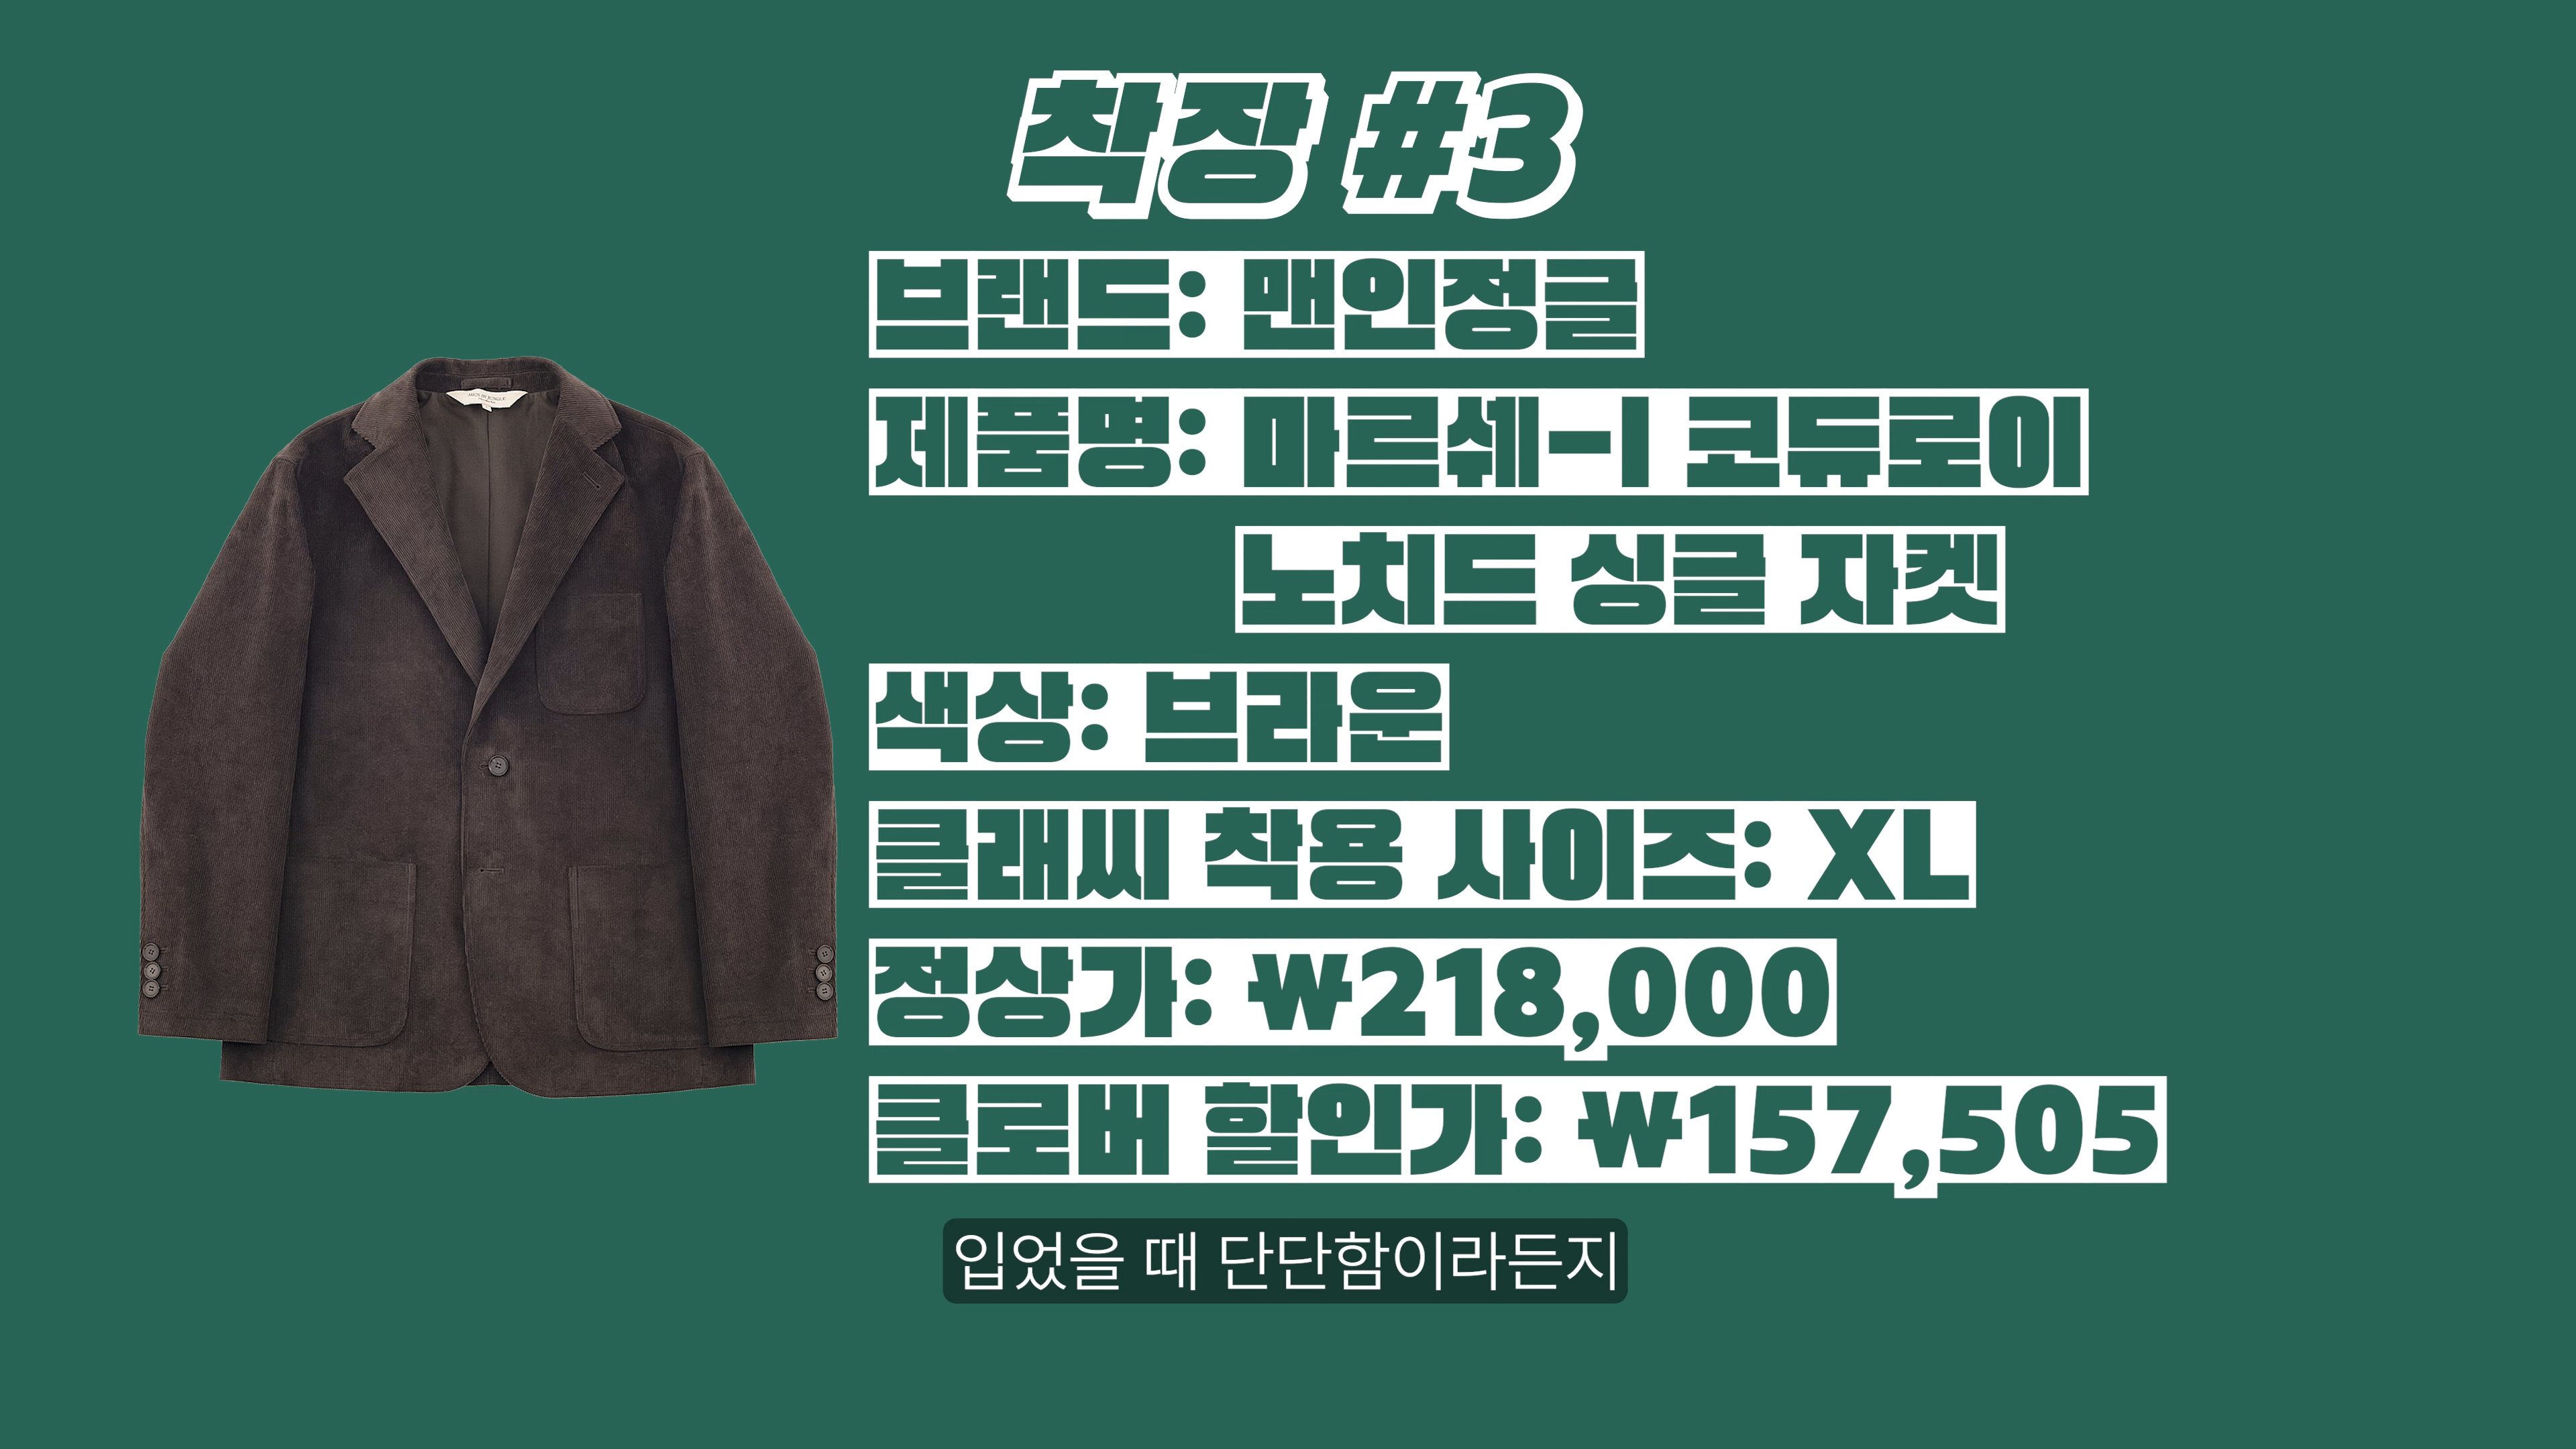 착장 #3
브랜드: 맨인정글
제품명: 마르쉐-I 코듀로이
노치드 싱글 자켓
색상: 브라운
클래씨 착용 사이즈: XL
정상가: ₩218,000
클로버 할인가: ₩157,505
입었을 때 단단함이라든지